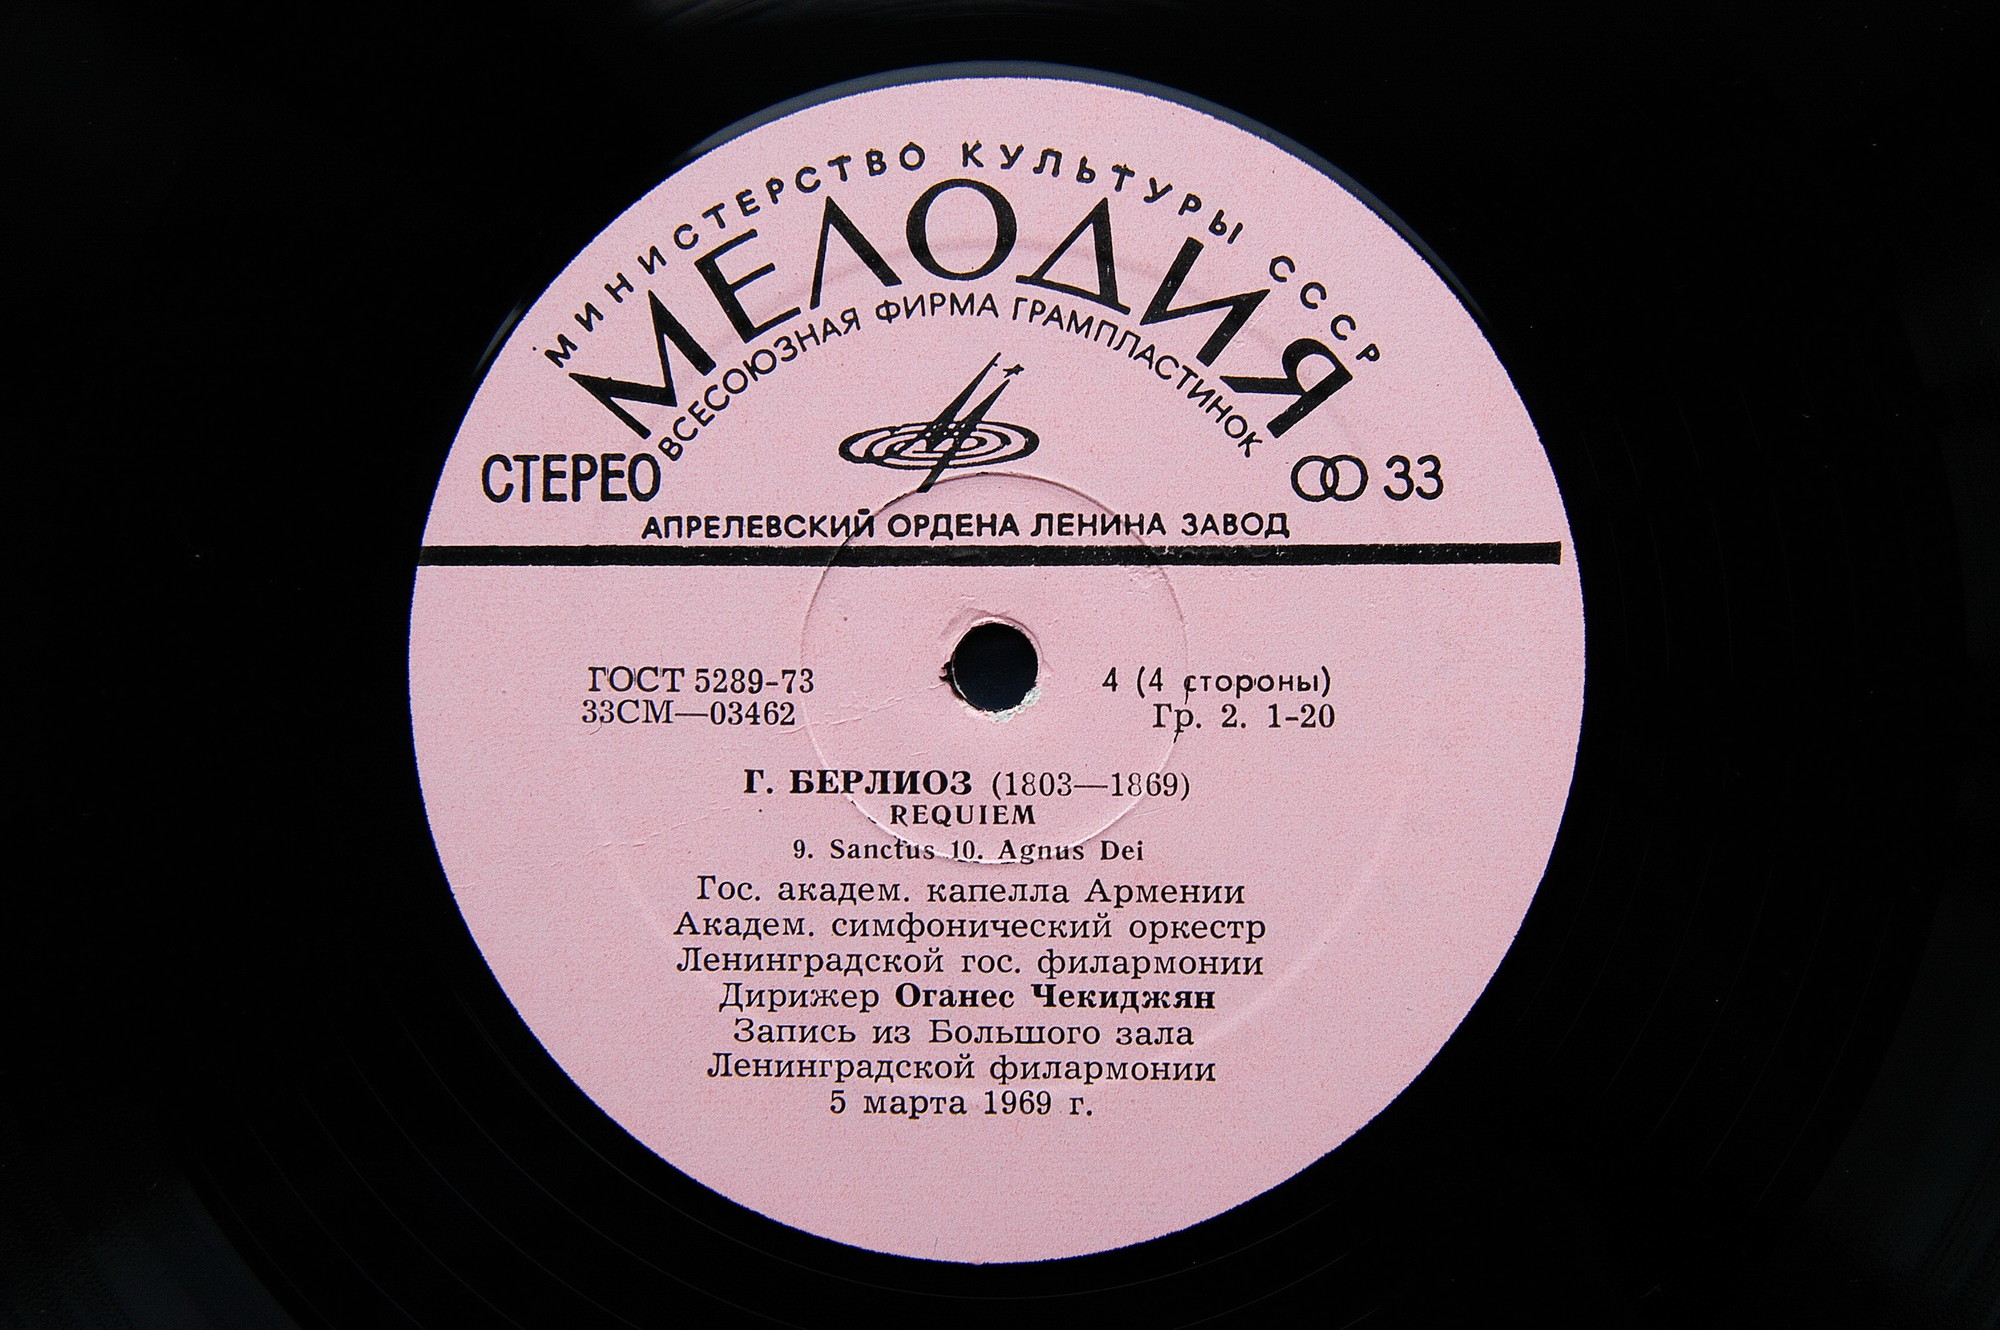 МИНИСТЕРСТВО КУЛЬТУРЫ СССР
МЕЛОДИЯ
ВСЕСОЮЗНАЯ ФИРМА ГРАМПЛАСТИНОК
СТЕРЕО 33
АПРЕЛЕВСКИЙ ОРДЕНА ЛЕНИНА ЗАВОД
ГОСТ 5289-73 4 (4 стороны)
33СМ—03462 Гр. 2. 1-20
Г. БЕРЛИОЗ (1803—1869)
REQUIEM
9. Sanctus 10. Agnus Dei
Гос. академ. капелла Армении
Академ. симфонический оркестр
Ленинградской гос. филармонии
Дирижер Оганес Чекиджян
Запись из Большого зала
Ленинградской филармонии
5 марта 1969 г.